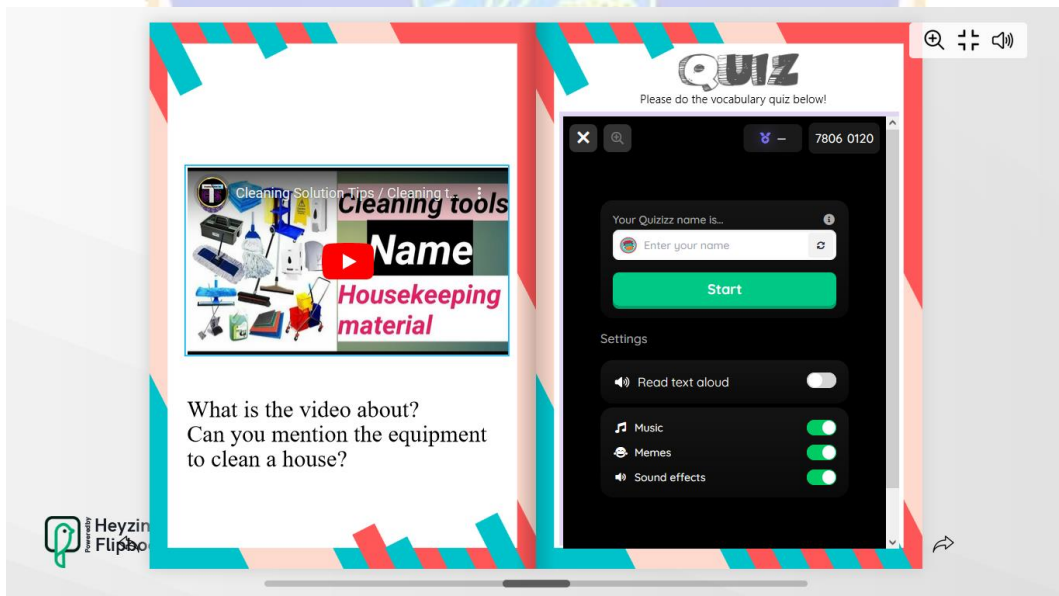 Cleaning Solution Tips / Cleaning t...
Cleaning tools
Name
Housekeeping
material
What is the video about?
Can you mention the equipment
to clean a house?
Powered by
Heyzin
Flipbo
QUIZ
Please do the vocabulary quiz below!
7806 0120
Your Quizizz name is...
Enter your name
Start
Settings
Read text aloud
Music
Memes
Sound effects